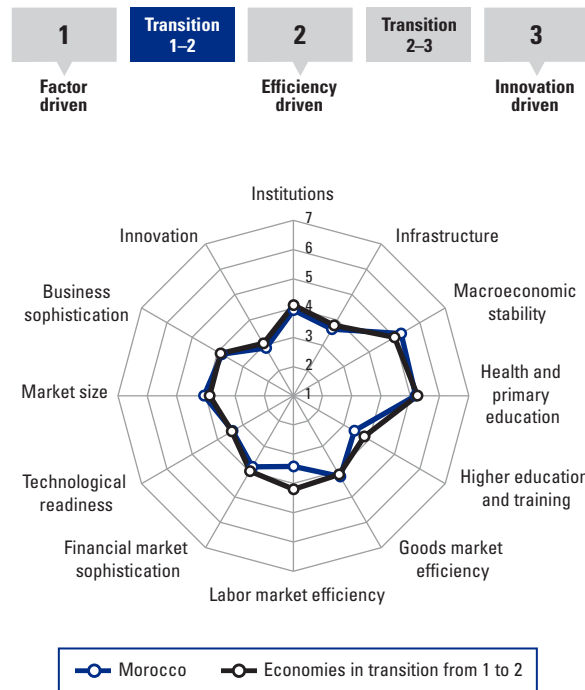 1
Transition
1–2
2
Transition
2–3
3
Factor
driven
Efficiency
driven
Innovation
driven
Institutions
7
Innovation
Infrastructure
6
5
Business
sophistication
Macroeconomic
stability
4
3
2
Market size
1
Health and
primary
education
Technological
readiness
Higher education
and training
Financial market
sophistication
Goods market
efficiency
Labor market efficiency
Morocco
Economies in transition from 1 to 2